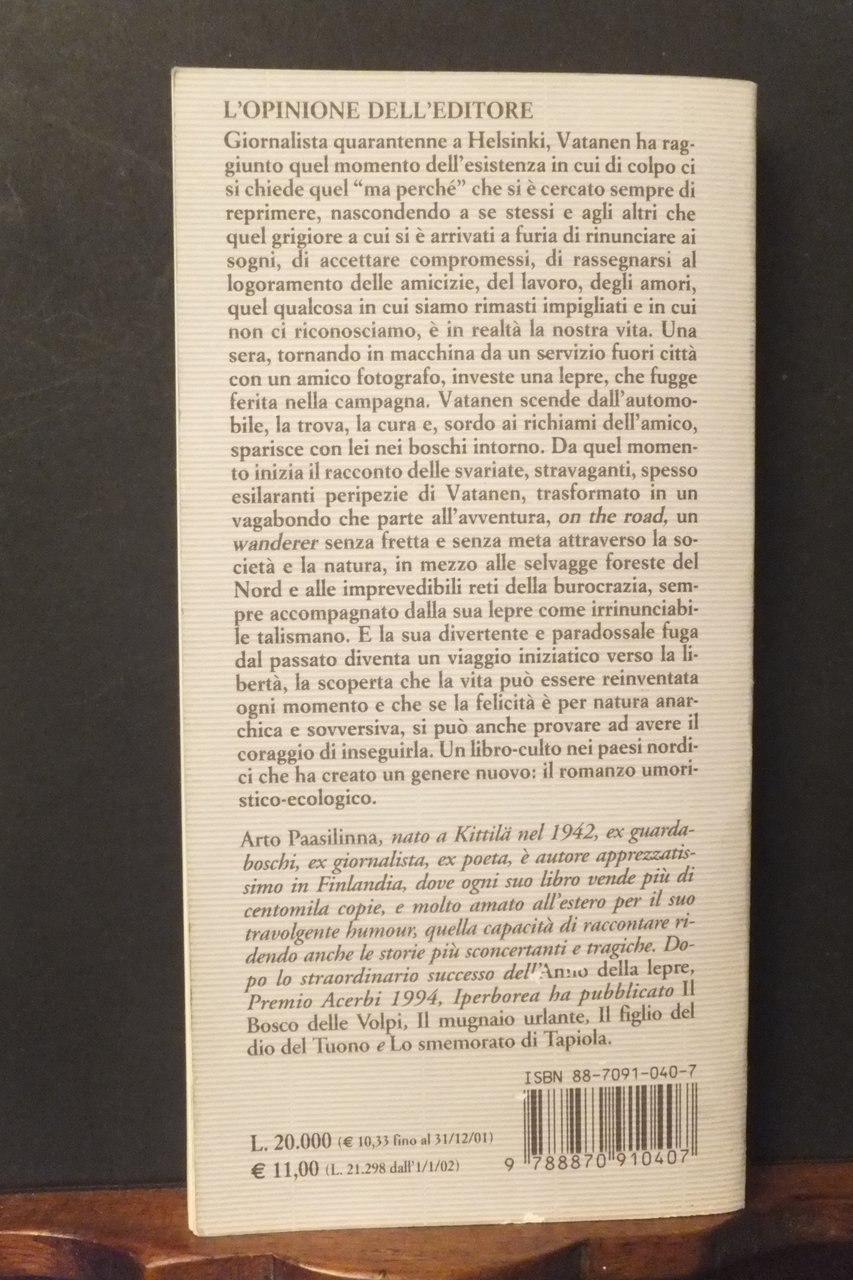 L'OPINIONE DELL'EDITORE
Giornalista quarantenne a Helsinki, Vatanen ha rag-
giunto quel momento dell'esistenza in cui di colpo ci
si chiede quel “ma perché” che si è cercato sempre di
reprimere, nascondendo a se stessi e agli altri che
quel grigiore a cui si è arrivati a furia di rinunciare ai
sogni, di accettare compromessi, di rassegnarsi al
logoramento delle amicizie, del lavoro, degli amori,
quel qualcosa in cui siamo rimasti impigliati e in cui
non ci riconosciamo, è in realtà la nostra vita. Una
sera, tornando in macchina da un servizio fuori città
con un amico fotografo, investe una lepre, che fugge
ferita nella campagna. Vatanen scende dall'automo-
bile, la trova, la cura e, sordo ai richiami dell'amico,
sparisce con lei nei boschi intorno. Da quel momen-
to inizia il racconto delle svariate, stravaganti, spesso
esilaranti peripezie di Vatanen, trasformato in un
vagabondo che parte all'avventura, on the road, un
wanderer senza fretta e senza meta attraverso la so-
cietà e la natura, in mezzo alle selvagge foreste del
Nord e alle imprevedibili reti della burocrazia, sem-
pre accompagnato dalla sua lepre come irrinunciabi-
le talismano. E la sua divertente e paradossale fuga
dal passato diventa un viaggio iniziatico verso la li-
bertà, la scoperta che la vita può essere reinventata
ogni momento e che se la felicità è per natura anar-
chica e sovversiva, si può anche provare ad avere il
coraggio di inseguirla. Un libro-culto nei paesi nordi-
ci che ha creato un genere nuovo: il romanzo umori-
stico-ecologico.
Arto Paasilinna, nato a Kittilä nel 1942, ex guarda-
boschi, ex giornalista, ex poeta, è autore apprezzatis-
simo in Finlandia, dove ogni suo libro vende più di
centomila copie, e molto amato all'estero per il suo
travolgente humour, quella capacità di raccontare ri-
dendo anche le storie più sconcertanti e tragiche. Do-
po lo straordinario successo dell'Anno della lepre,
Premio Acerbi 1994, Iperborea ha pubblicato Il
Bosco delle Volpi, Il mugnaio urlante, Il figlio del
dio del Tuono e Lo smemorato di Tapiola.
ISBN 88-7091-040-7
L. 20.000 (€ 10,33 fino al 31/12/01)
€ 11,00 (L. 21.298 dall'1/1/02)
9 788870 910407